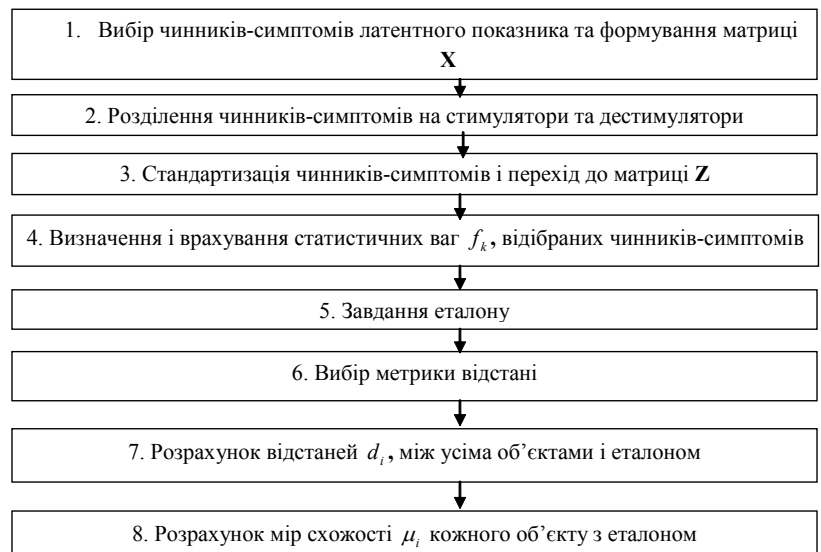 1. Вибір чинників-симптомів латентного показника та формування матриці
X
2. Розділення чинників-симптомів на стимулятори та дестимулятори
3. Стандартизація чинників-симптомів і перехід до матриці Z
4. Визначення і врахування статистичних ваг f_k, відібраних чинників-симптомів
5. Завдання еталону
6. Вибір метрики відстані
7. Розрахунок відстаней d_i, між усіма об’єктами і еталоном
8. Розрахунок мір схожості μ_i кожного об’єкту з еталоном